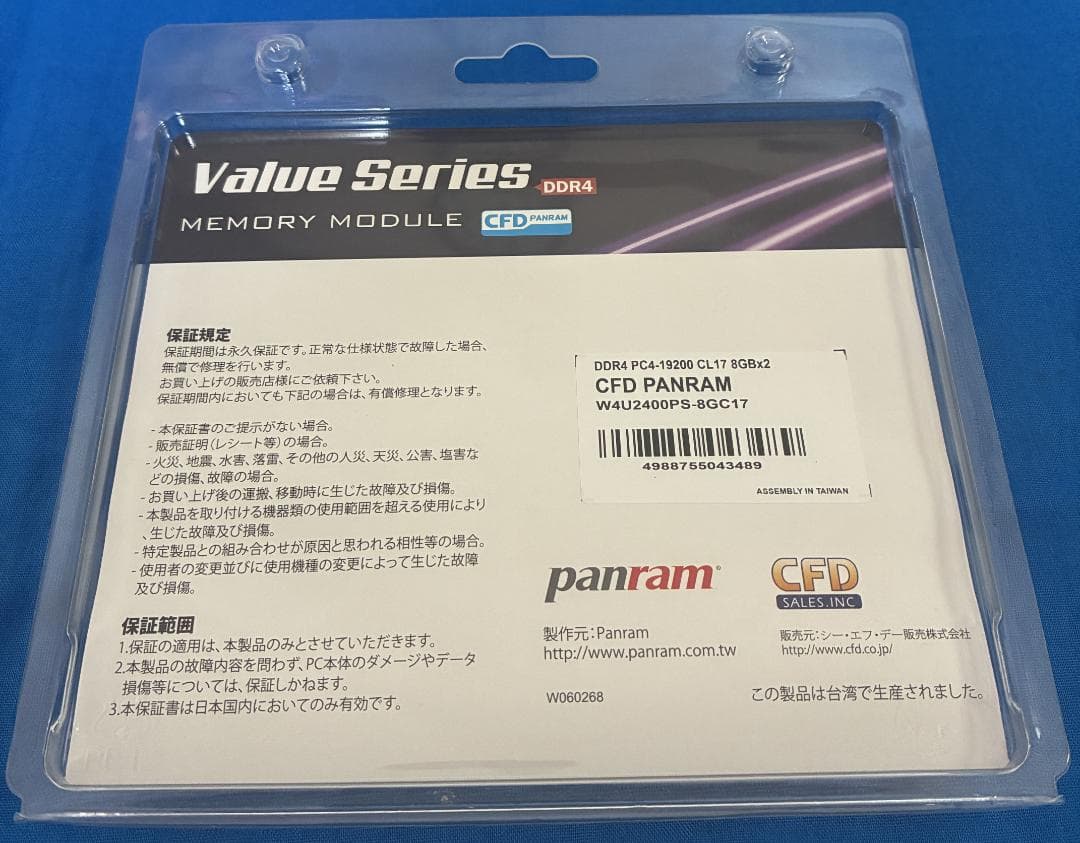 Value Series DDR4
MEMORY MODULE CFD PANRAM
保証規定
保証期間は永久保証です。正常な仕様状態で故障した場合、
無償で修理を行います。
お買い上げの販売店様にご依頼下さい。
保証期間内においても下記の場合は、有償修理となります。
- 本保証書のご提示がない場合。
- 販売証明(レシート等)の場合。
- 火災、地震、水害、落雷、その他の人災、天災、公害、塩害な
どの損傷、故障の場合。
- お買い上げ後の運搬、移動時に生じた故障及び損傷。
- 本製品を取り付ける機器類の使用範囲を超える使用により
、生じた故障及び損傷。
- 特定製品との組み合わせが原因と思われる相性等の場合。
- 使用者の変更並びに使用機種の変更によって生じた故障
及び損傷。
保証範囲
1.保証の適用は、本製品のみとさせていただきます。
2.本製品の故障内容を問わず、PC本体のダメージやデータ
損傷等については、保証しかねます。
3.本保証書は日本国内においてのみ有効です。
DDR4 PC4-19200 CL17 8GBx2
CFD PANRAM
W4U2400PS-8GC17
4988755043489
ASSEMBLY IN TAIWAN
panram®
製作元:Panram
http://www.panram.com.tw
W060268
CFD
SALES.INC
販売元:シー・エフ・デー販売株式会社
http://www.cfd.co.jp/
この製品は台湾で生産されました。